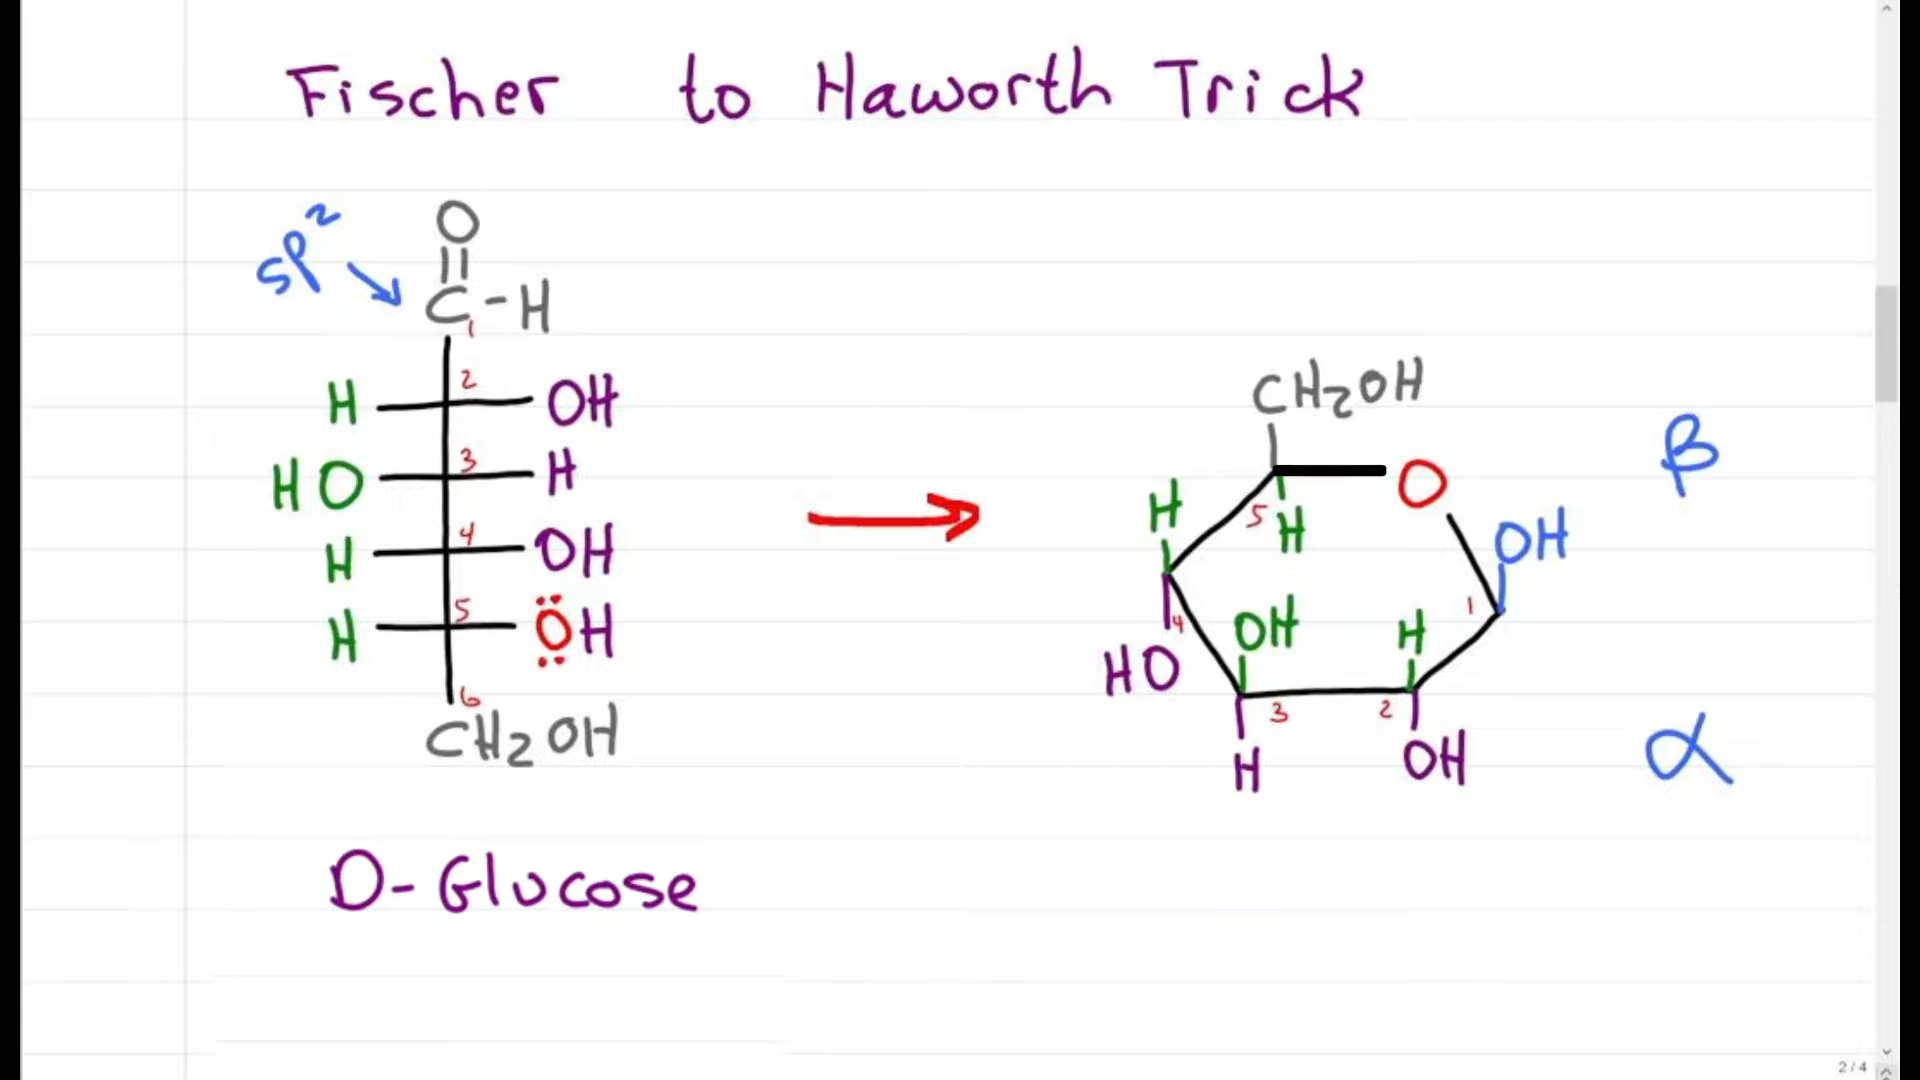 Fischer to Haworth Trick
sp²
O
C-H
1
H 2 OH
HO 3 H
H 4 OH
H 5 OH
6
CH₂OH
D-Glucose
CH₂OH
O
β
H 5 H
OH
1
4 OH H
HO
3 2
H OH
α
2/4